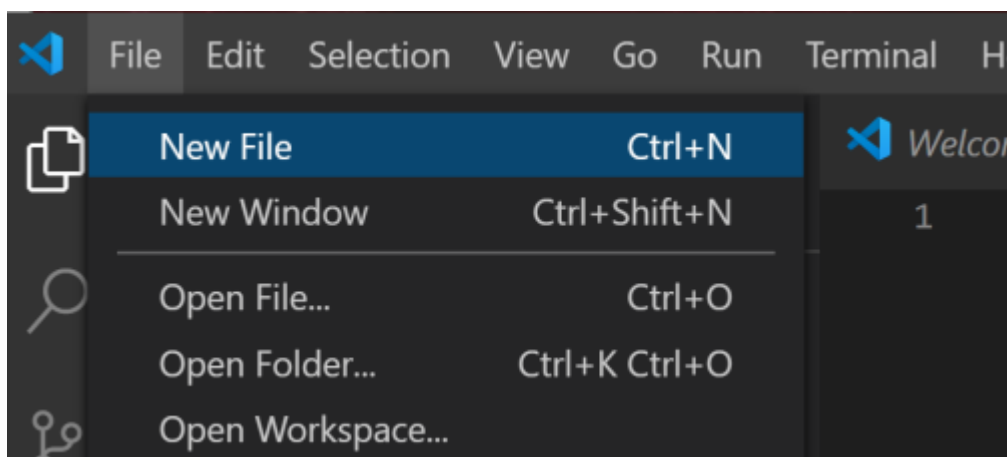 File Edit Selection View Go Run Terminal H
New File Ctrl+N
New Window Ctrl+Shift+N
Open File... Ctrl+O
Open Folder... Ctrl+K Ctrl+O
Open Workspace...
Welcom
1